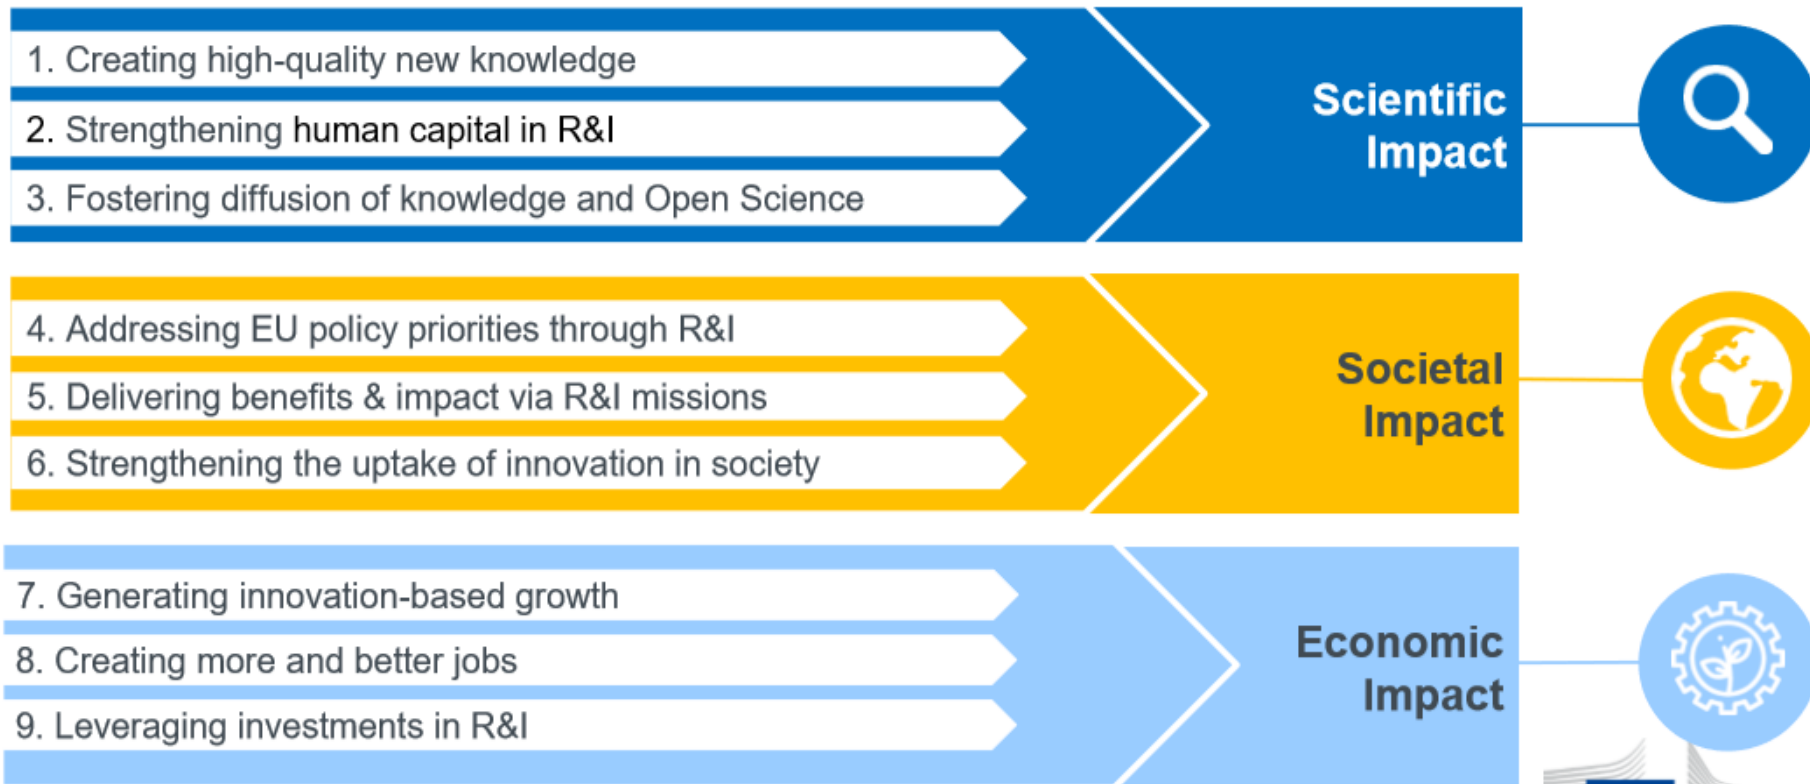 1. Creating high-quality new knowledge
2. Strengthening human capital in R&I
3. Fostering diffusion of knowledge and Open Science
Scientific
Impact
4. Addressing EU policy priorities through R&I
5. Delivering benefits & impact via R&I missions
6. Strengthening the uptake of innovation in society
Societal
Impact
7. Generating innovation-based growth
8. Creating more and better jobs
9. Leveraging investments in R&I
Economic
Impact